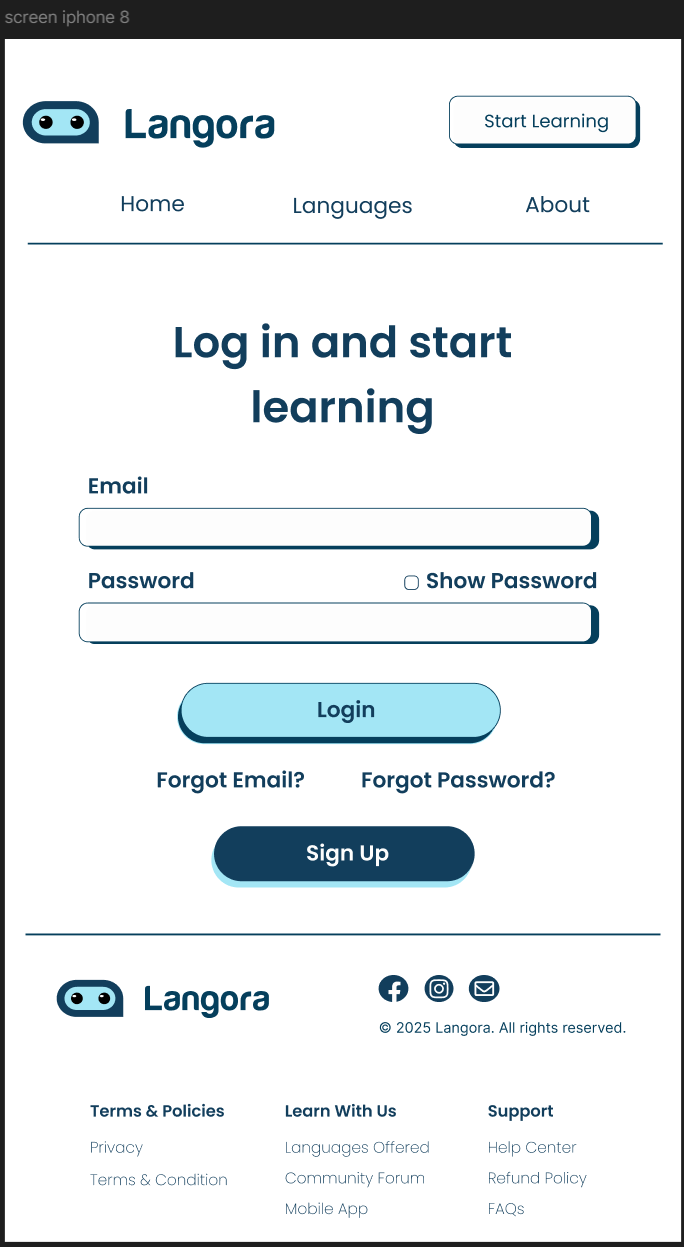 screen iphone 8
Langora
Start Learning
Home Languages About
Log in and start
learning
Email
Password
Show Password
Login
Forgot Email? Forgot Password?
Sign Up
Langora
© 2025 Langora. All rights reserved.
Terms & Policies
Privacy
Terms & Condition
Learn With Us
Languages Offered
Community Forum
Mobile App
Support
Help Center
Refund Policy
FAQs